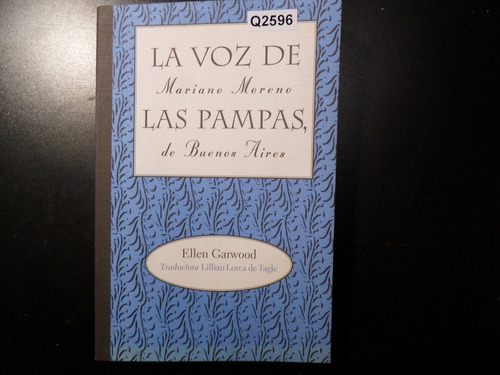 Q2596
LA VOZ DE
Mariano Moreno
LAS PAMPAS,
de Buenos Aires
Ellen Garwood
Traductora Lillian Lorca de Tagle